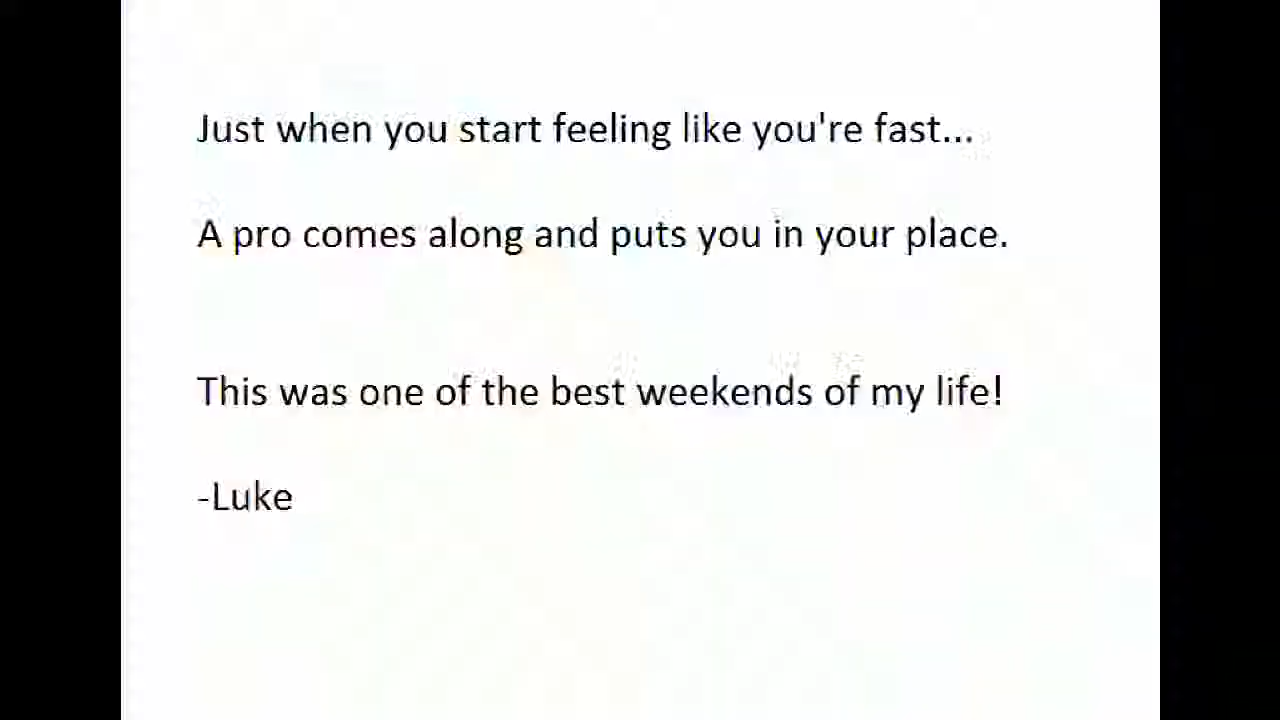 Just when you start feeling like you're fast...
A pro comes along and puts you in your place.
This was one of the best weekends of my life!
-Luke